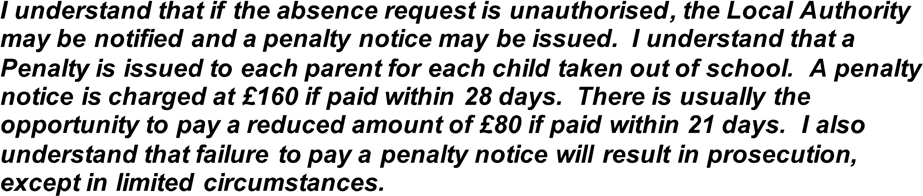 I understand that if the absence request is unauthorised, the Local Authority
may be notified and a penalty notice may be issued.  I understand that a
Penalty is issued to each parent for each child taken out of school.  A penalty
notice is charged at £160 if paid within 28 days.  There is usually the
opportunity to pay a reduced amount of £80 if paid within 21 days.  I also
understand that failure to pay a penalty notice will result in prosecution,
except in limited circumstances.